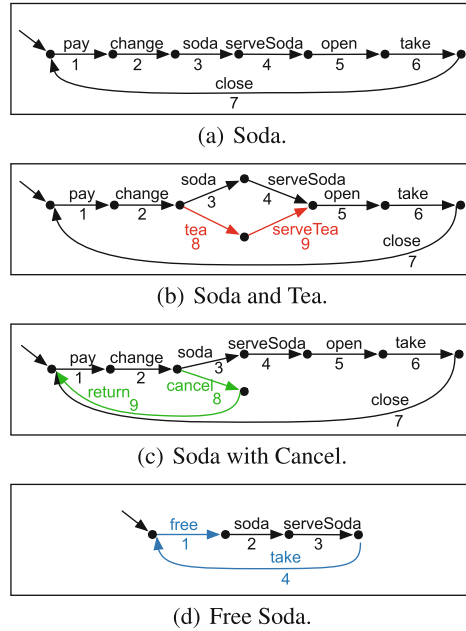 pay change soda serveSoda open take
1 2 3 4 5 6
close
7
(a) Soda.
soda serveSoda
pay change open take
1 2 3 4 5 6
tea serveTea
8 9
close
7
(b) Soda and Tea.
pay change soda serveSoda open take
1 2 3 4 5 6
return cancel
9 8
close
7
(c) Soda with Cancel.
free soda serveSoda
1 2 3
take
4
(d) Free Soda.